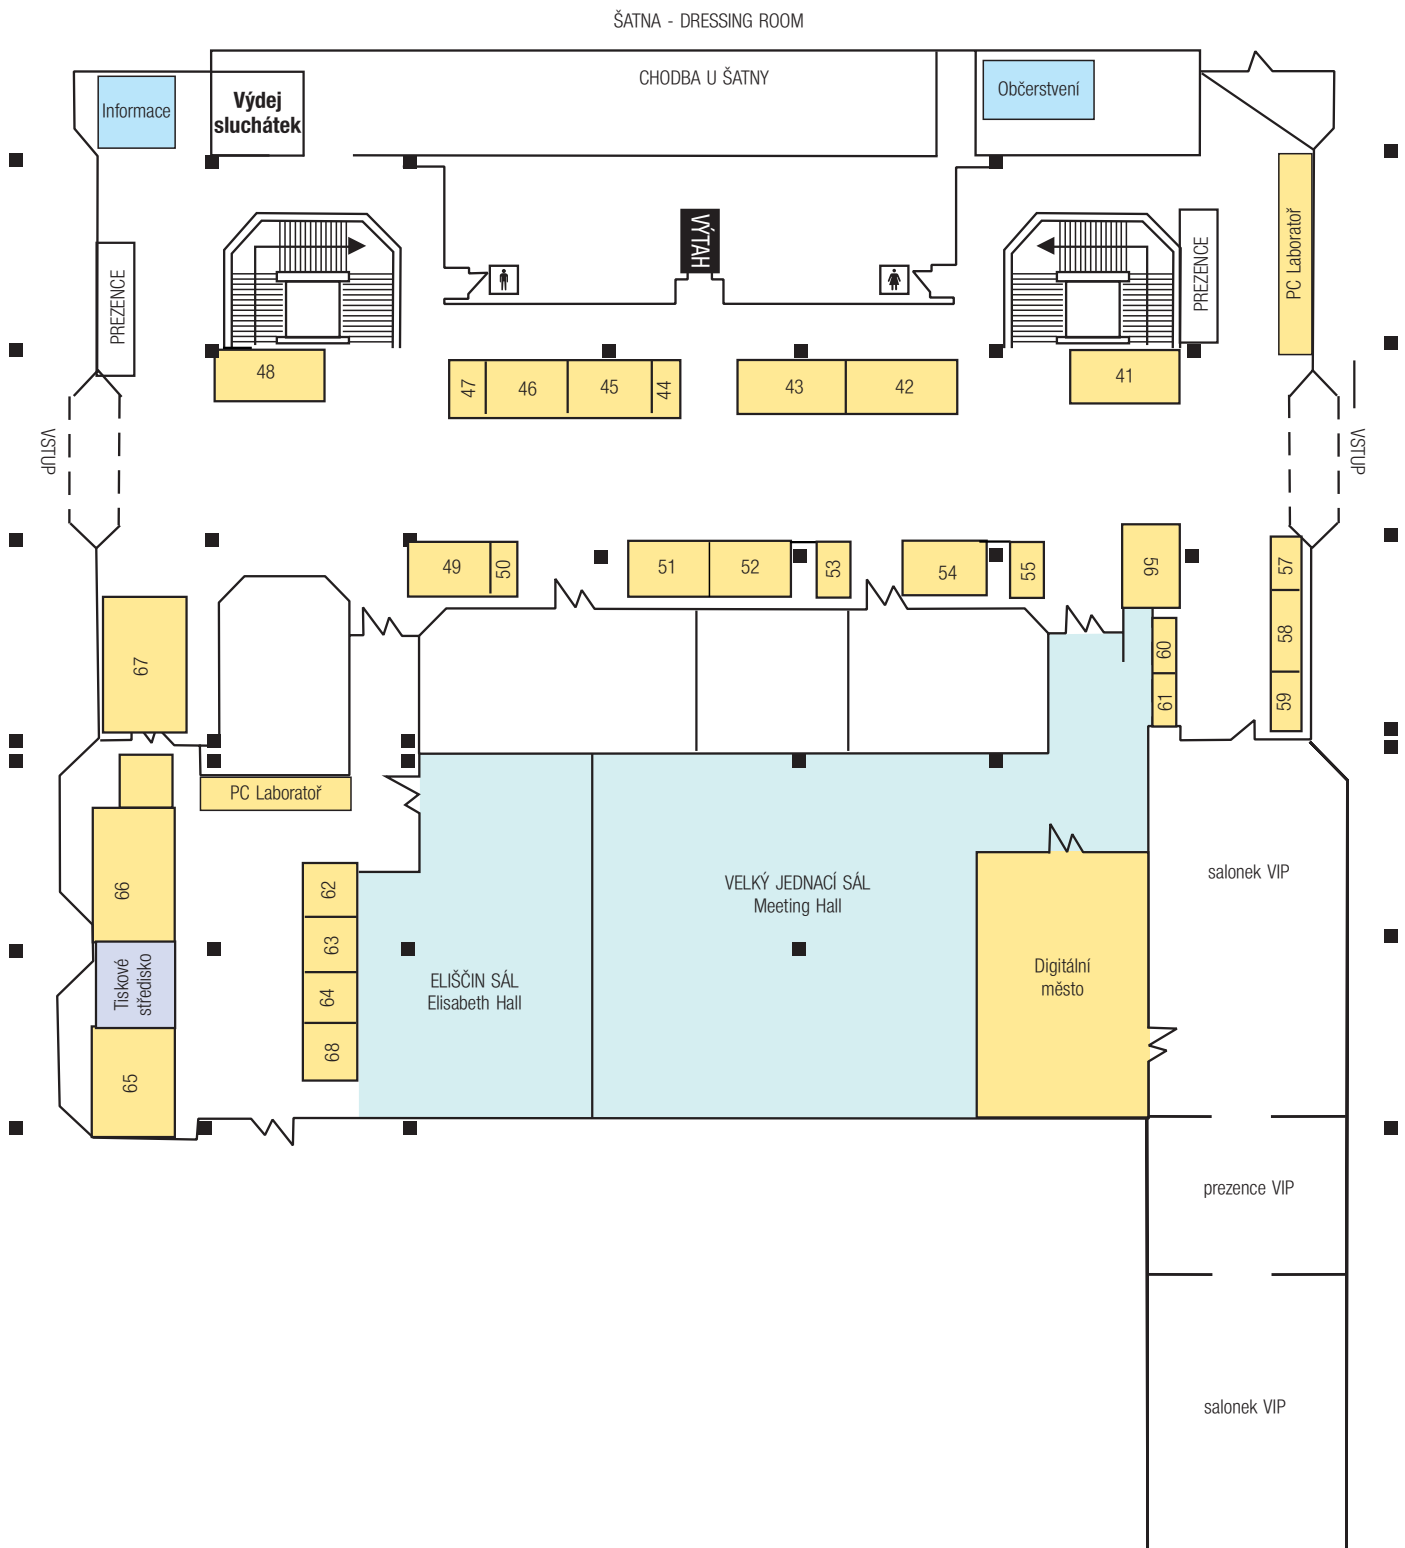 ŠATNA - DRESSING ROOM
CHODBA U ŠATNY
Informace
Výdej
sluchátek
Občerstvení
VÝTAH
PREZENCE
PREZENCE
PC Laboratoř
48
47
46
45
44
43
42
41
VSTUP
VSTUP
49
50
51
52
53
54
55
56
57
58
59
60
61
67
PC Laboratoř
66
62
63
64
68
Tiskové
středisko
65
ELIŠČIN SÁL
Elisabeth Hall
VELKÝ JEDNACÍ SÁL
Meeting Hall
Digitální
město
salonek VIP
prezence VIP
salonek VIP